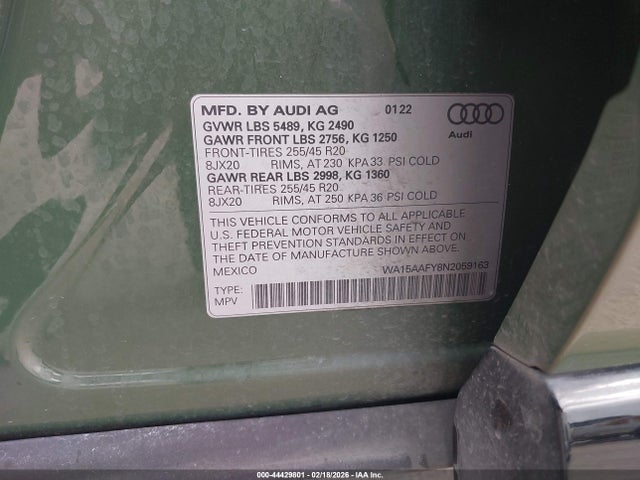 MFD. BY AUDI AG 01 22
GVWR LBS 5489, KG 2490
GAWR FRONT LBS 2756, KG 1250
FRONT-TIRES 255/45 R20
8JX20 RIMS, AT 230 KPA 33 PSI COLD
GAWR REAR LBS 2998, KG 1360
REAR-TIRES 255/45 R20
8JX20 RIMS, AT 250 KPA 36 PSI COLD
Audi
THIS VEHICLE CONFORMS TO ALL APPLICABLE
U.S. FEDERAL MOTOR VEHICLE SAFETY AND
THEFT PREVENTION STANDARDS IN EFFECT ON
THE DATE OF MANUFACTURE SHOWN ABOVE.
MEXICO WA15AAFY8N2059163
TYPE:
MPV
000-44429801 - 02/18/2026 - IAA Inc.